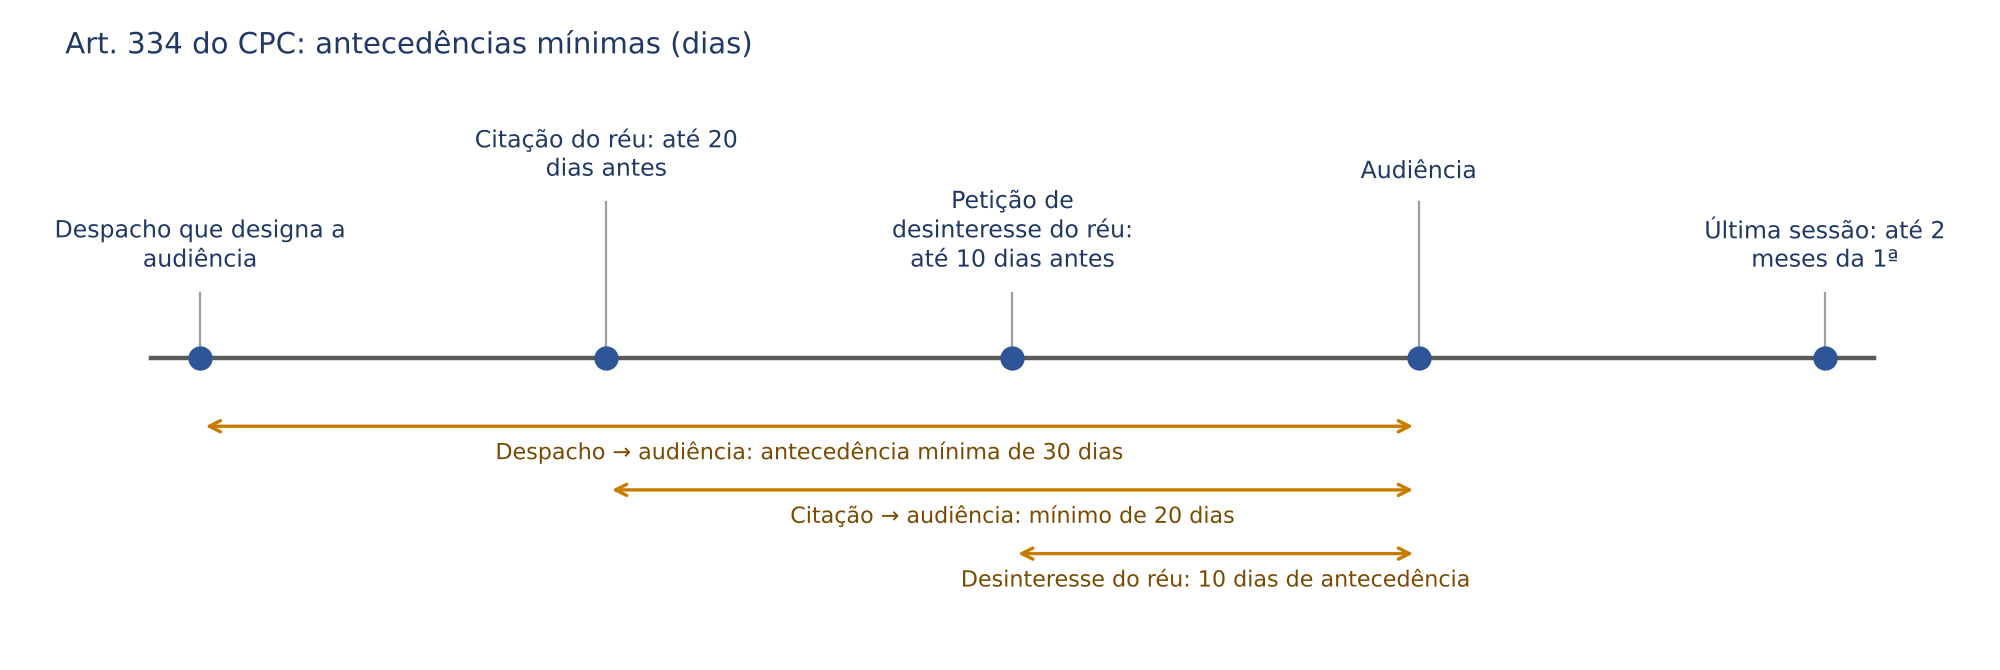 Art. 334 do CPC: antecedências mínimas (dias)
Despacho que designa a
audiência
Citação do réu: até 20
dias antes
Petição de
desinteresse do réu:
até 10 dias antes
Audiência
Última sessão: até 2
meses da 1ª
Despacho → audiência: antecedência mínima de 30 dias
Citação → audiência: mínimo de 20 dias
Desinteresse do réu: 10 dias de antecedência